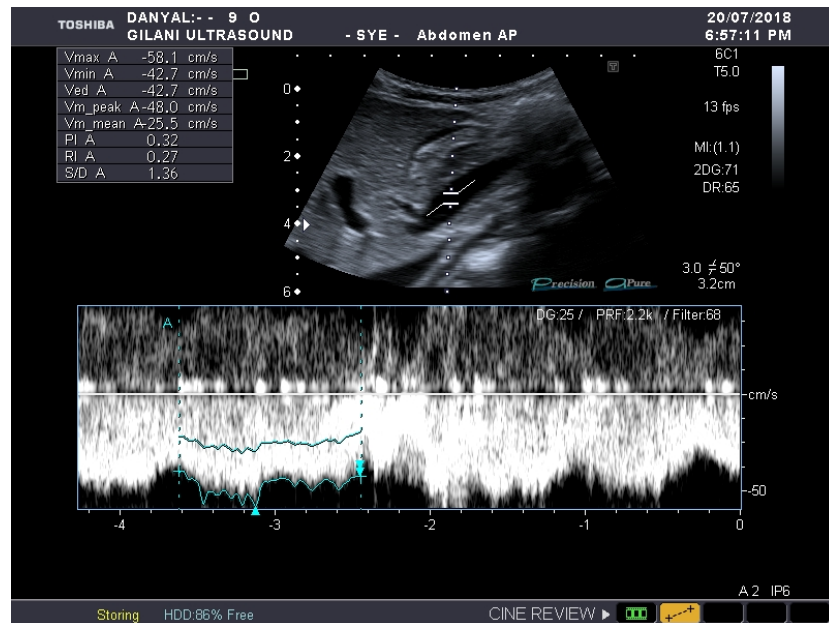 TOSHIBA DANYAL:- - 9 O 20/07/2018
GILANI ULTRASOUND - SYE - Abdomen AP 6:57:11 PM
Vmax A -58.1 cm/s
Vmin A -42.7 cm/s
Ved A -42.7 cm/s
Vm_peak A -48.0 cm/s
Vm_mean A -25.5 cm/s
PI A 0.32
RI A 0.27
S/D A 1.36
6C1
T5.0
13 fps
MI:(1.1)
2DG:71
DR:65
0
2
4
6
Precision APure
3.0 ≠50°
3.2cm
A
DG:25 / PRF:2.2k / Filter:68
cm/s
-50
-4 -3 -2 -1 0
A 2 IP6
Storing HDD:86% Free CINE REVIEW